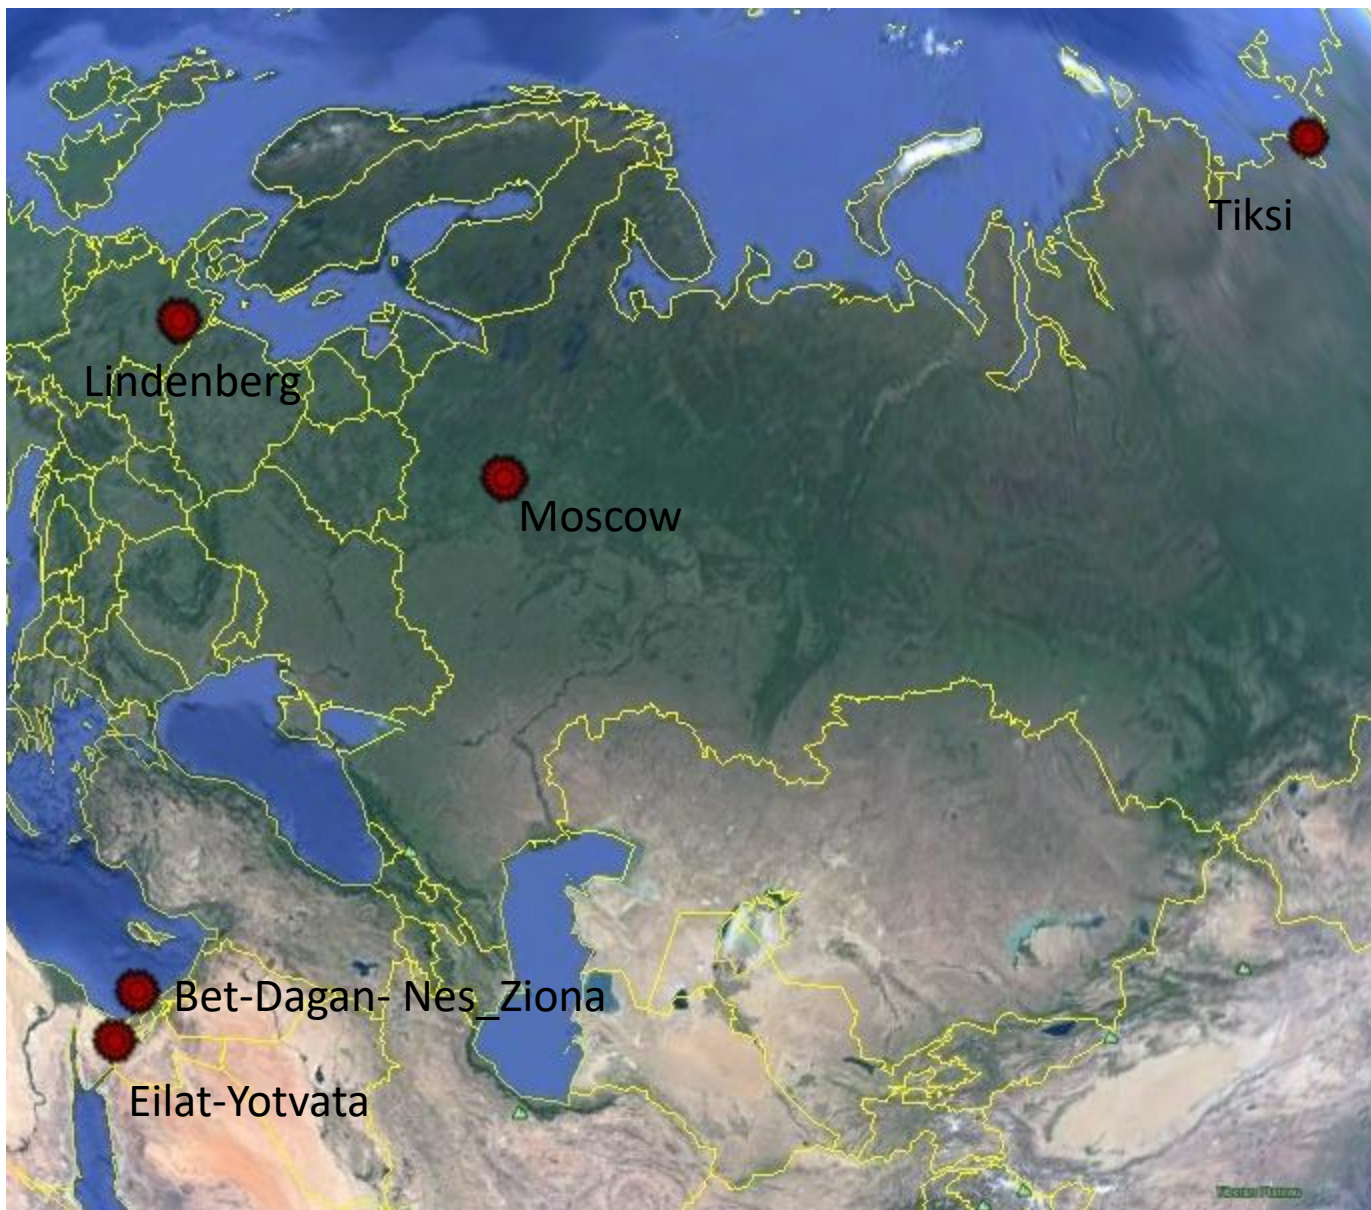 Tiksi
Lindenberg
Moscow
Bet-Dagan- Nes_Ziona
Eilat-Yotvata